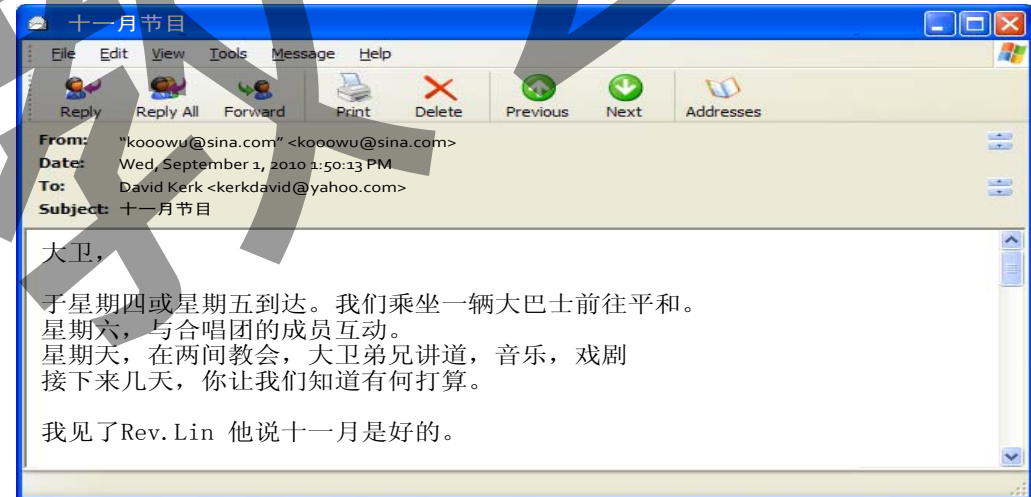 十一月节目
File Edit View Tools Message Help
Reply Reply All Forward Print Delete Previous Next Addresses
From: "kooowu@sina.com" <kooowu@sina.com>
Date: Wed, September 1, 2010 1:50:13 PM
To: David Kerk <kerkdavid@yahoo.com>
Subject: 十一月节目
大卫，
于星期四或星期五到达。我们乘坐一辆大巴士前往平和。
星期六，与合唱团的成员互动。
星期天，在两间教会，大卫弟兄讲道，音乐，戏剧
接下来几天，你让我们知道有何打算。
我见了Rev.Lin 他说十一月是好的。